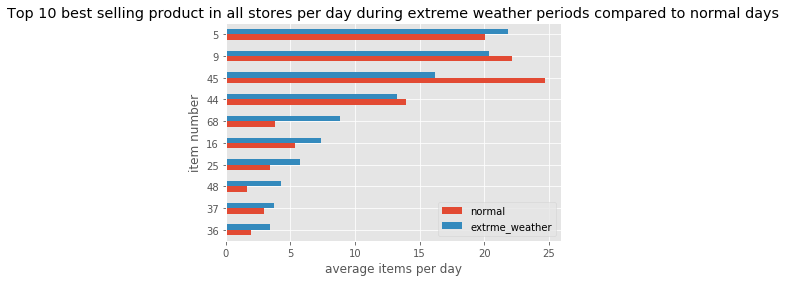 Top 10 best selling product in all stores per day during extreme weather periods compared to normal days
5
9
45
44
68
16
25
48
37
36
item number
normal
extrme_weather
0 5 10 15 20 25
average items per day